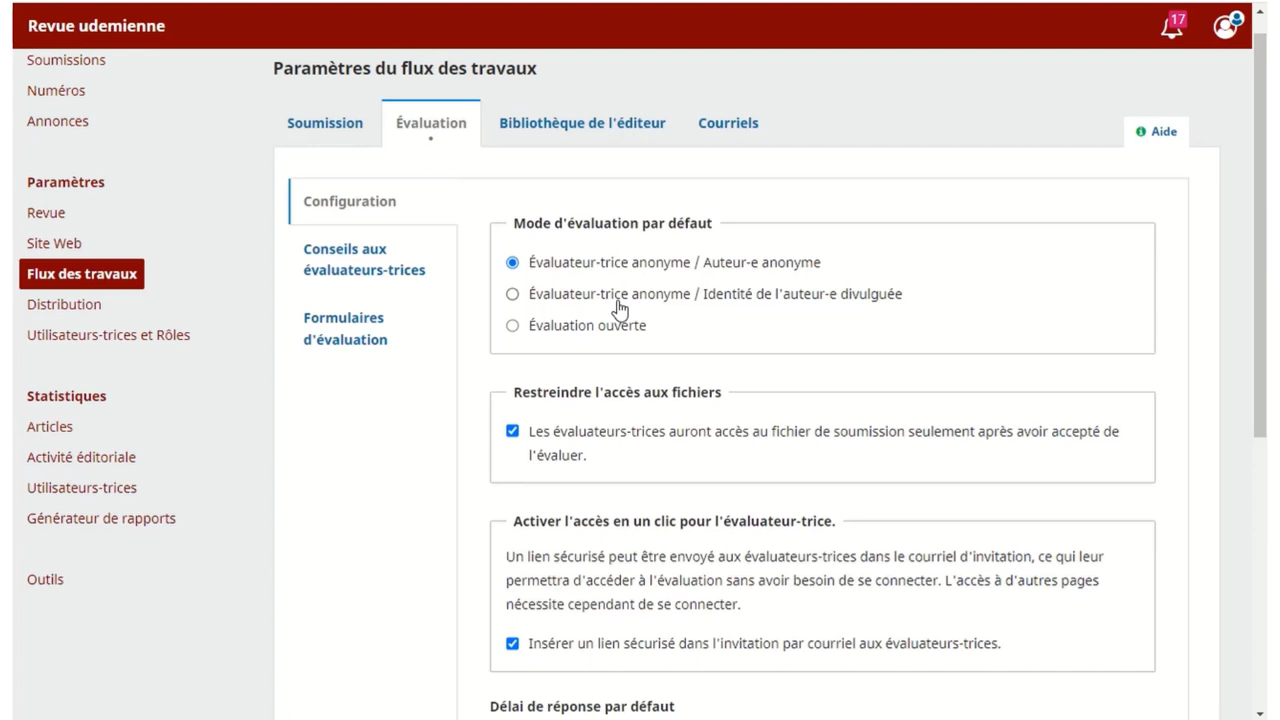 Revue udemienne
17
Soumissions
Numéros
Annonces
Paramètres
Revue
Site Web
Flux des travaux
Distribution
Utilisateurs-trices et Rôles
Statistiques
Articles
Activité éditoriale
Utilisateurs-trices
Générateur de rapports
Outils
Paramètres du flux des travaux
Soumission
Évaluation
Bibliothèque de l'éditeur
Courriels
Aide
Configuration
Conseils aux
évaluateurs-trices
Formulaires
d'évaluation
Mode d'évaluation par défaut
Évaluateur-trice anonyme / Auteur-e anonyme
Évaluateur-trice anonyme / Identité de l'auteur-e divulguée
Évaluation ouverte
Restreindre l'accès aux fichiers
Les évaluateurs-trices auront accès au fichier de soumission seulement après avoir accepté de
l'évaluer.
Activer l'accès en un clic pour l'évaluateur-trice.
Un lien sécurisé peut être envoyé aux évaluateurs-trices dans le courriel d'invitation, ce qui leur
permettra d'accéder à l'évaluation sans avoir besoin de se connecter. L'accès à d'autres pages
nécessite cependant de se connecter.
Insérer un lien sécurisé dans l'invitation par courriel aux évaluateurs-trices.
Délai de réponse par défaut